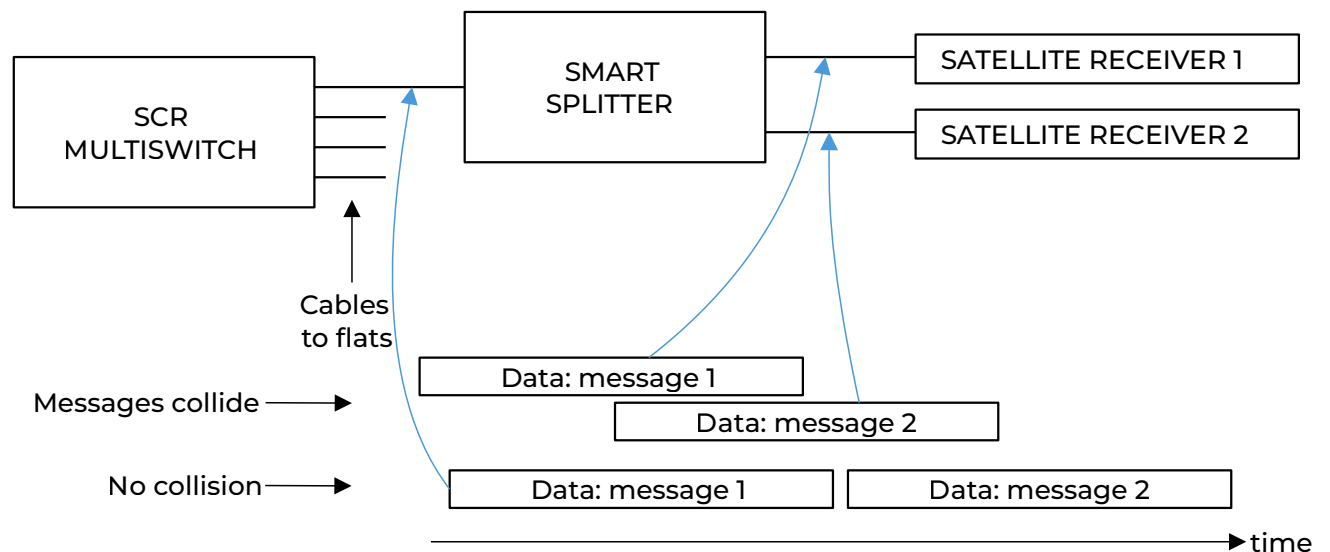 SCR
MULTISWITCH
SMART
SPLITTER
SATELLITE RECEIVER 1
SATELLITE RECEIVER 2
Cables
to flats
Messages collide
Data: message 1
Data: message 2
No collision
Data: message 1
Data: message 2
time